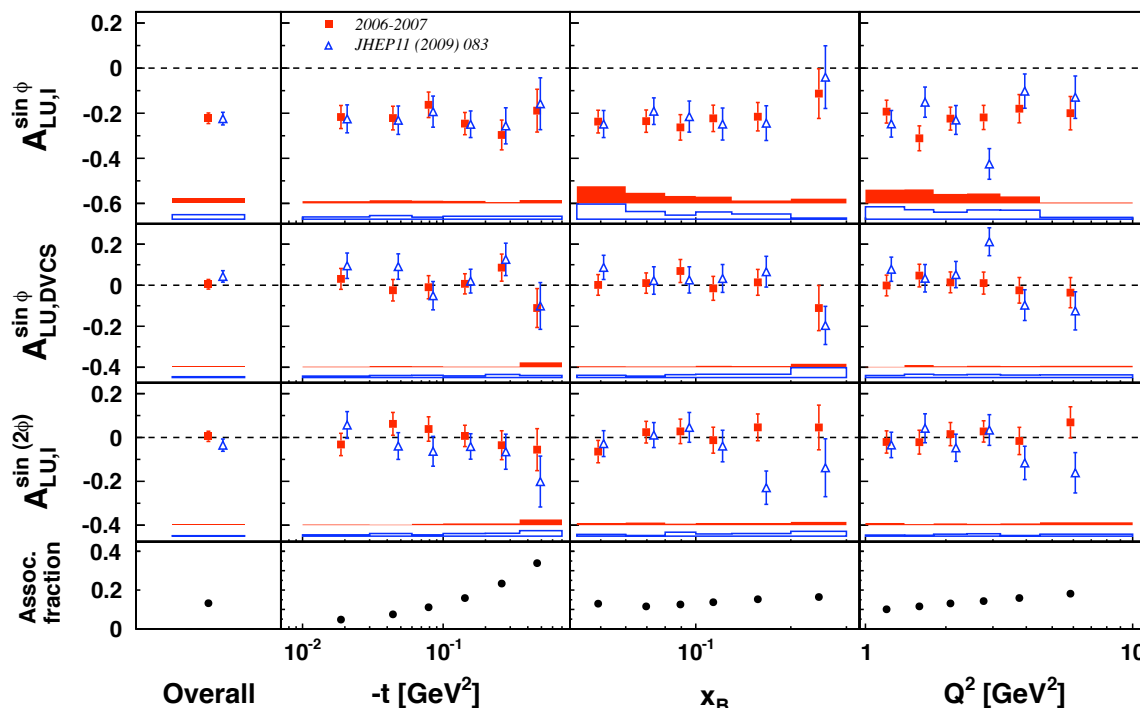 2006-2007
JHEP11 (2009) 083
0.2
0
-0.2
-0.4
-0.6
A sin ϕ LU,I
0.2
0
-0.2
-0.4
A sin ϕ LU,DVCS
0.2
0
-0.2
-0.4
A sin (2ϕ) LU,I
0.4
0.2
0
Assoc. fraction
10^-2 10^-1 10^-1 1 10
Overall -t [GeV^2] x_B Q^2 [GeV^2]